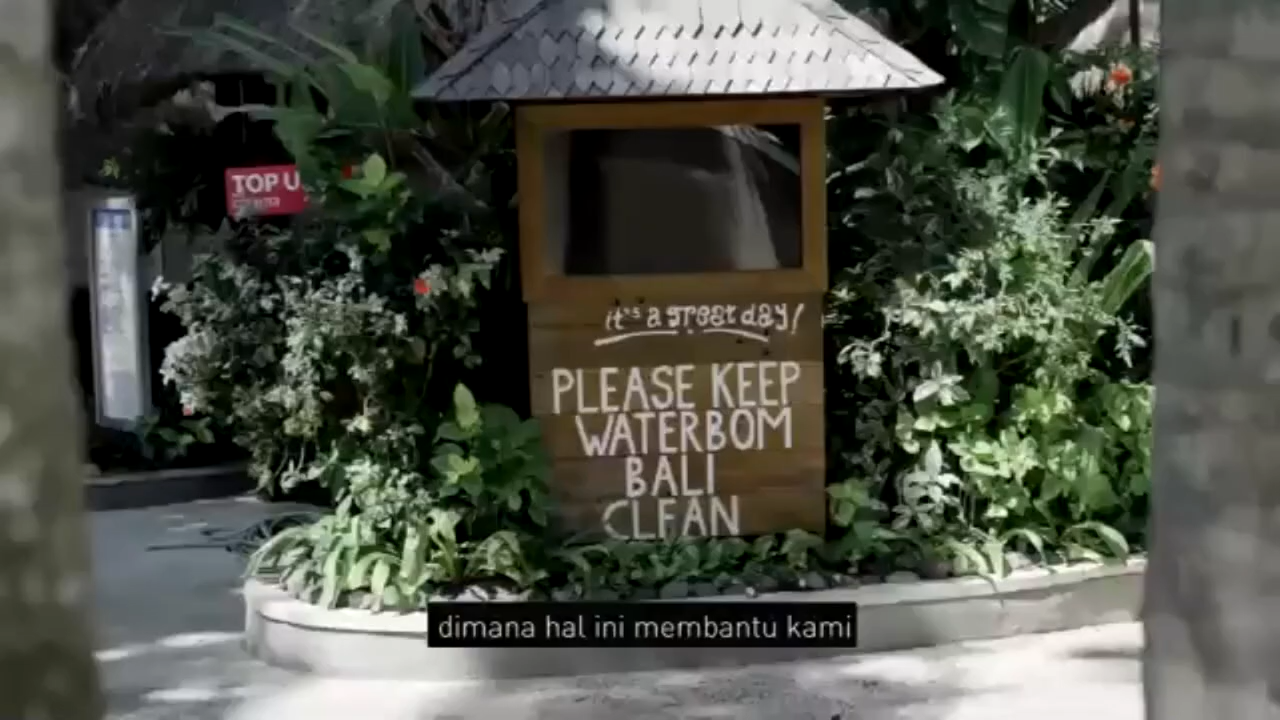 TOP U
it's a great day!
PLEASE KEEP
WATERBOM
BALI
CLEAN
dimana hal ini membantu kami